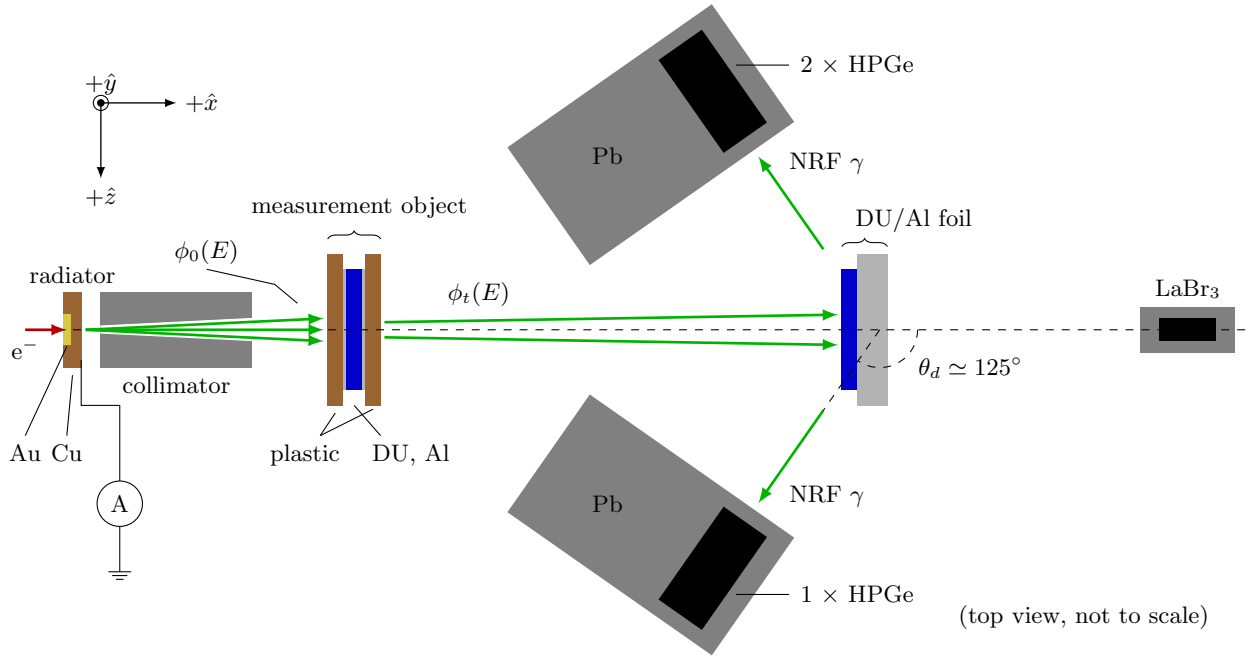 2 × HPGe
+ŷ
+x̂
Pb
NRF γ
+ẑ
measurement object
DU/Al foil
ϕ₀(E)
radiator
ϕₜ(E)
LaBr₃
e⁻
θ_d ≃ 125°
collimator
Au Cu
plastic
DU, Al
NRF γ
A
Pb
1 × HPGe
(top view, not to scale)